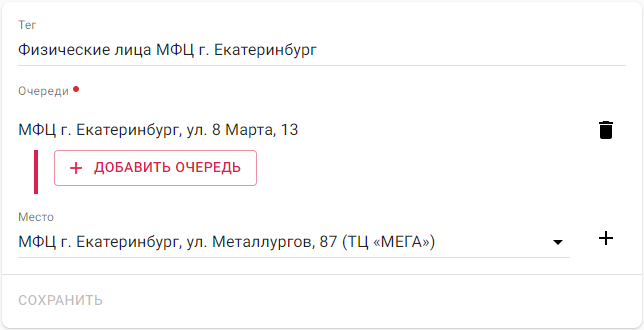 Тег
Физические лица МФЦ г. Екатеринбург
Очереди
МФЦ г. Екатеринбург, ул. 8 Марта, 13
+ ДОБАВИТЬ ОЧЕРЕДЬ
Место
МФЦ г. Екатеринбург, ул. Металлургов, 87 (ТЦ «МЕГА»)
СОХРАНИТЬ